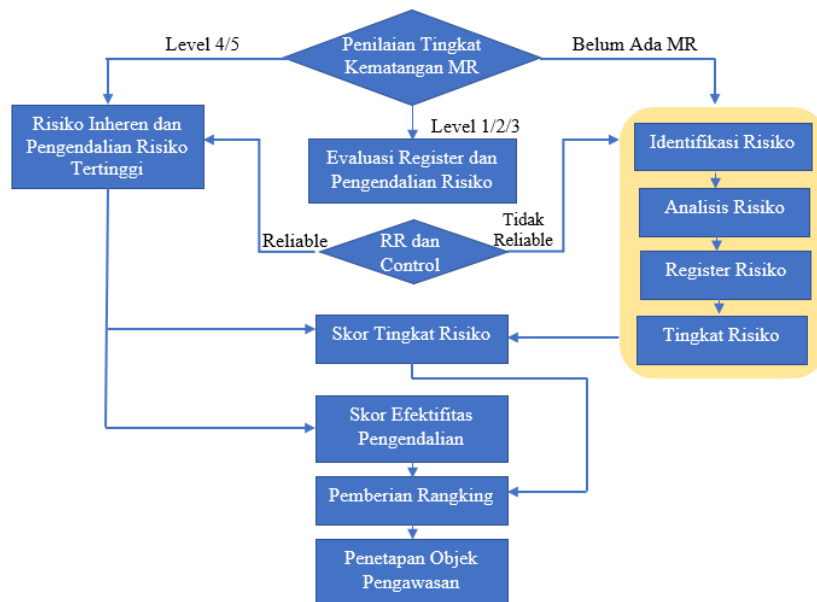 Level 4/5
Penilaian Tingkat
Kematangan MR
Belum Ada MR
Risiko Inheren dan
Pengendalian Risiko
Tertinggi
Level 1/2/3
Evaluasi Register dan
Pengendalian Risiko
Identifikasi Risiko
Analisis Risiko
Register Risiko
Tingkat Risiko
Reliable
RR dan
Control
Tidak
Reliable
Skor Tingkat Risiko
Skor Efektifitas
Pengendalian
Pemberian Rangking
Penetapan Objek
Pengawasan